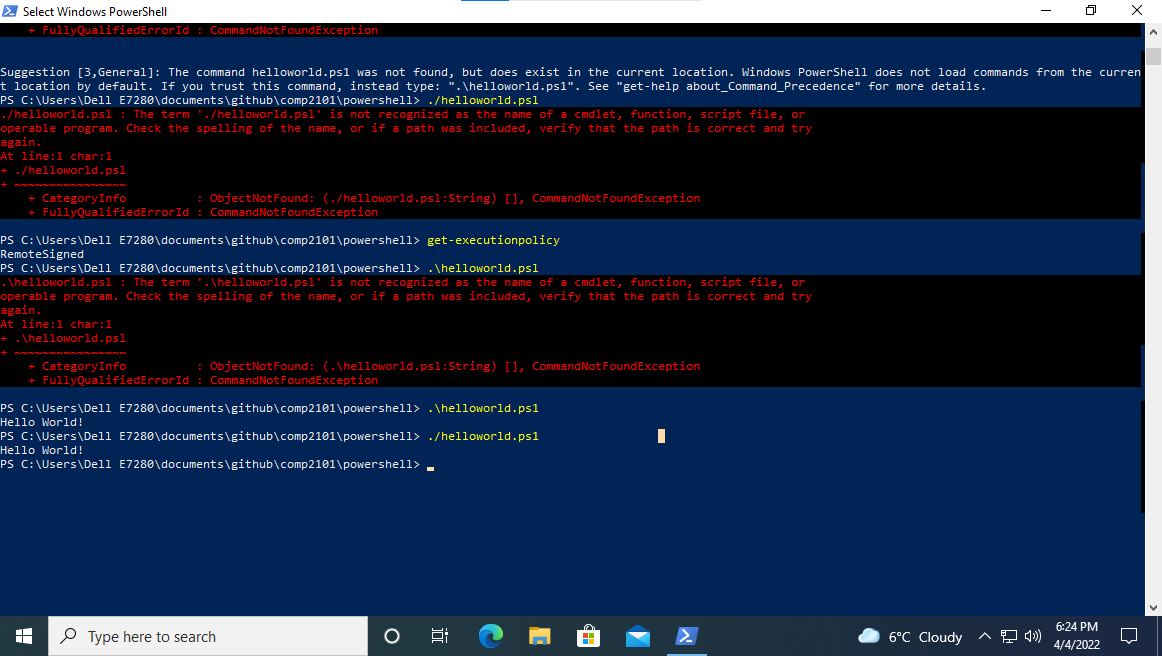 Select Windows PowerShell
+ FullyQualifiedErrorId : CommandNotFoundException
Suggestion [3,General]: The command helloworld.ps1 was not found, but does exist in the current location. Windows PowerShell does not load commands from the curren
t location by default. If you trust this command, instead type: ".\helloworld.ps1". See "get-help about_Command_Precedence" for more details.
PS C:\Users\Dell E7280\documents\github\comp2101\powershell> ./helloworld.psl
./helloworld.psl : The term './helloworld.psl' is not recognized as the name of a cmdlet, function, script file, or
operable program. Check the spelling of the name, or if a path was included, verify that the path is correct and try
again.
At line:1 char:1
+ ./helloworld.psl
+ ~~~~~~~~~~~~~~~~
+ CategoryInfo : ObjectNotFound: (./helloworld.psl:String) [], CommandNotFoundException
+ FullyQualifiedErrorId : CommandNotFoundException
PS C:\Users\Dell E7280\documents\github\comp2101\powershell> get-executionpolicy
RemoteSigned
PS C:\Users\Dell E7280\documents\github\comp2101\powershell> .\helloworld.psl
.\helloworld.psl : The term '.\helloworld.psl' is not recognized as the name of a cmdlet, function, script file, or
operable program. Check the spelling of the name, or if a path was included, verify that the path is correct and try
again.
At line:1 char:1
+ .\helloworld.psl
+ ~~~~~~~~~~~~~~~~
+ CategoryInfo : ObjectNotFound: (.\helloworld.psl:String) [], CommandNotFoundException
+ FullyQualifiedErrorId : CommandNotFoundException
PS C:\Users\Dell E7280\documents\github\comp2101\powershell> .\helloworld.ps1
Hello World!
PS C:\Users\Dell E7280\documents\github\comp2101\powershell> ./helloworld.ps1
Hello World!
PS C:\Users\Dell E7280\documents\github\comp2101\powershell>
Type here to search
6°C Cloudy
6:24 PM
4/4/2022